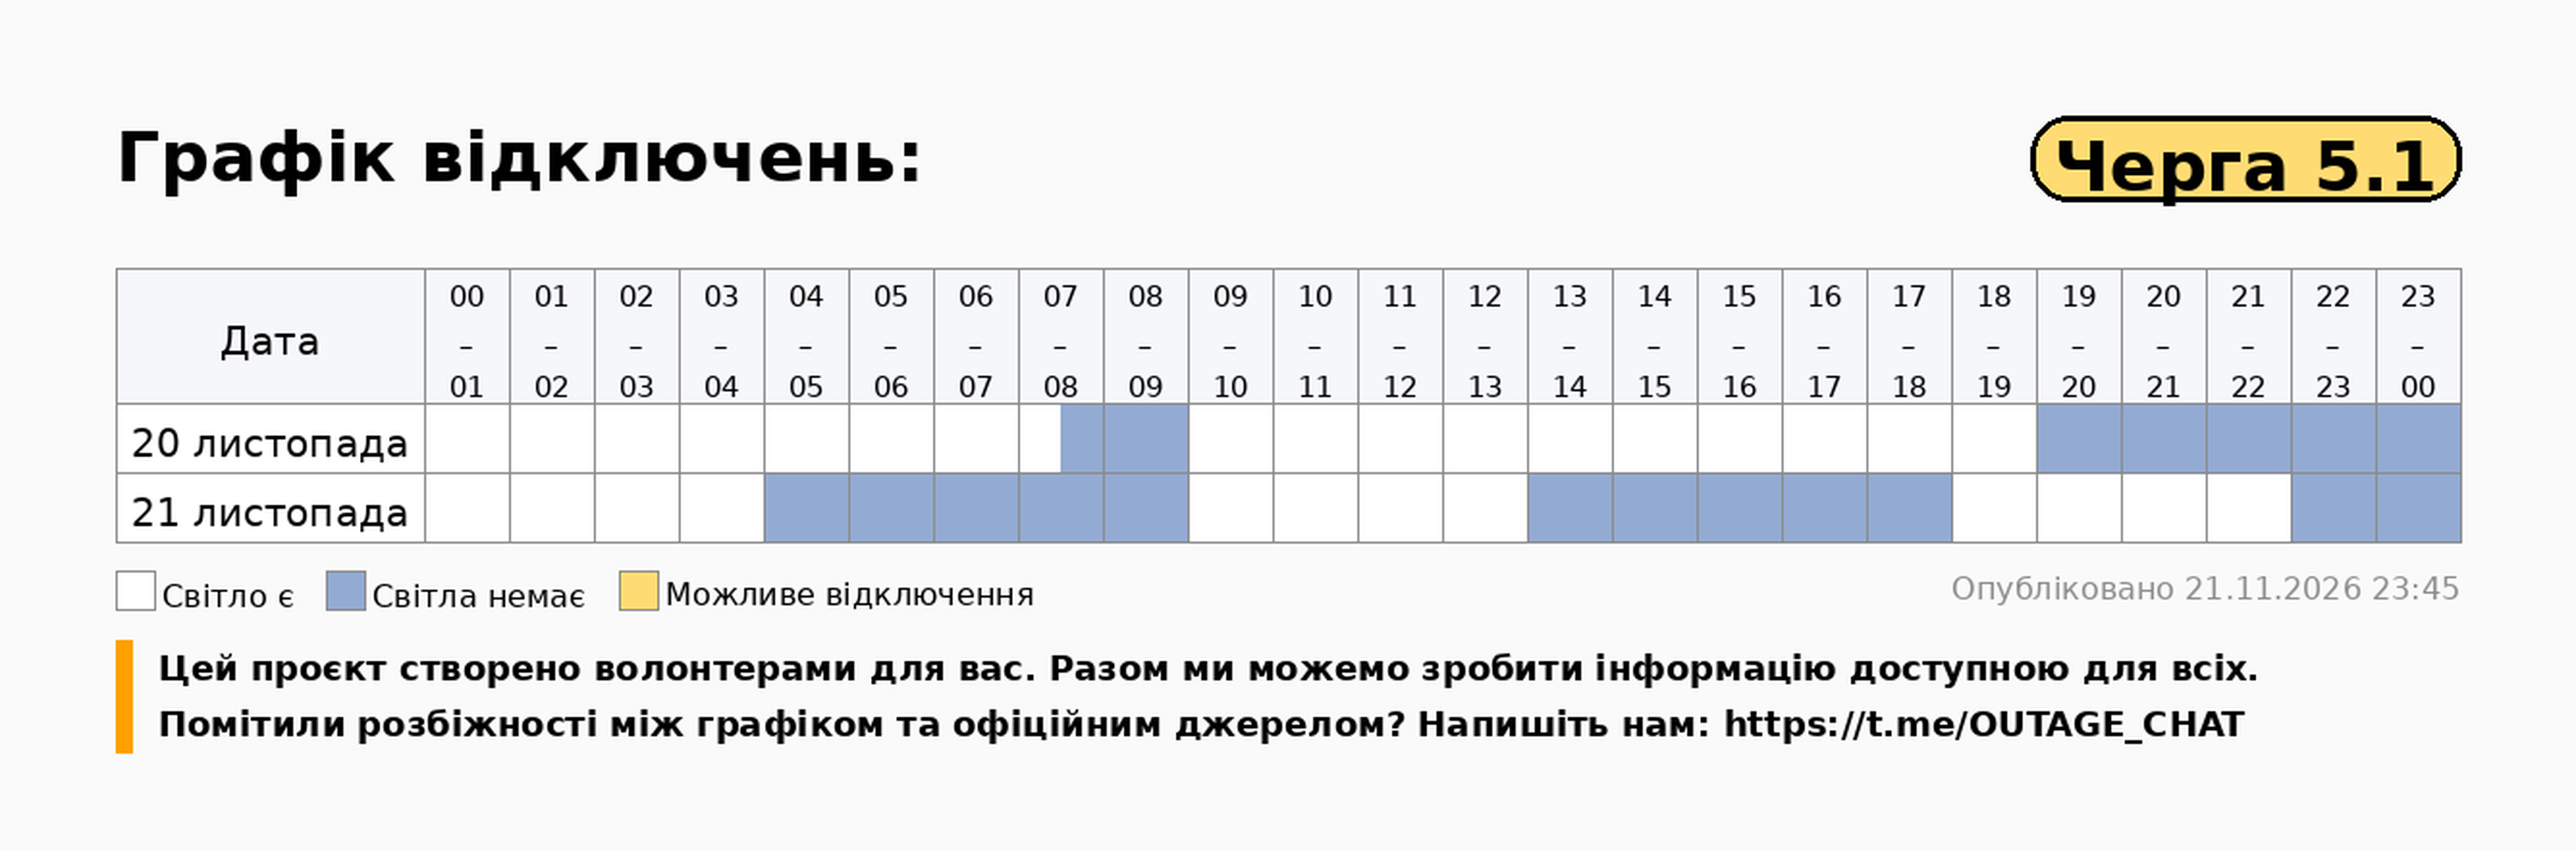 Графік відключень:
Черга 5.1
Дата 00 – 01 01 – 02 02 – 03 03 – 04 04 – 05 05 – 06 06 – 07 07 – 08 08 – 09 09 – 10 10 – 11 11 – 12 12 – 13 13 – 14 14 – 15 15 – 16 16 – 17 17 – 18 18 – 19 19 – 20 20 – 21 21 – 22 22 – 23 23 – 00
20 листопада
21 листопада
Світло є Світла немає Можливе відключення
Опубліковано 21.11.2026 23:45
Цей проєкт створено волонтерами для вас. Разом ми можемо зробити інформацію доступною для всіх.
Помітили розбіжності між графіком та офіційним джерелом? Напишіть нам: https://t.me/OUTAGE_CHAT